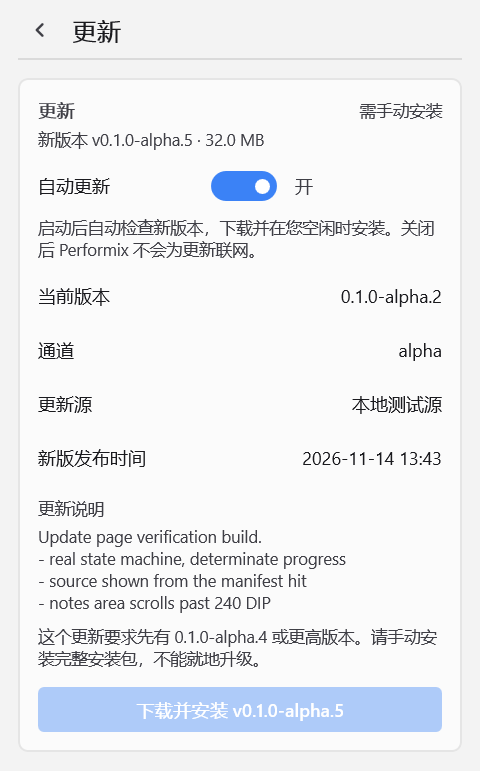 更新
更新
需手动安装
新版本 v0.1.0-alpha.5 · 32.0 MB
自动更新
开
启动后自动检查新版本，下载并在您空闲时安装。关闭
后 Performix 不会为更新联网。
当前版本
0.1.0-alpha.2
通道
alpha
更新源
本地测试源
新版发布时间
2026-11-14 13:43
更新说明
Update page verification build.
- real state machine, determinate progress
- source shown from the manifest hit
- notes area scrolls past 240 DIP
这个更新要求先有 0.1.0-alpha.4 或更高版本。请手动安
装完整安装包，不能就地升级。
下载并安装 v0.1.0-alpha.5